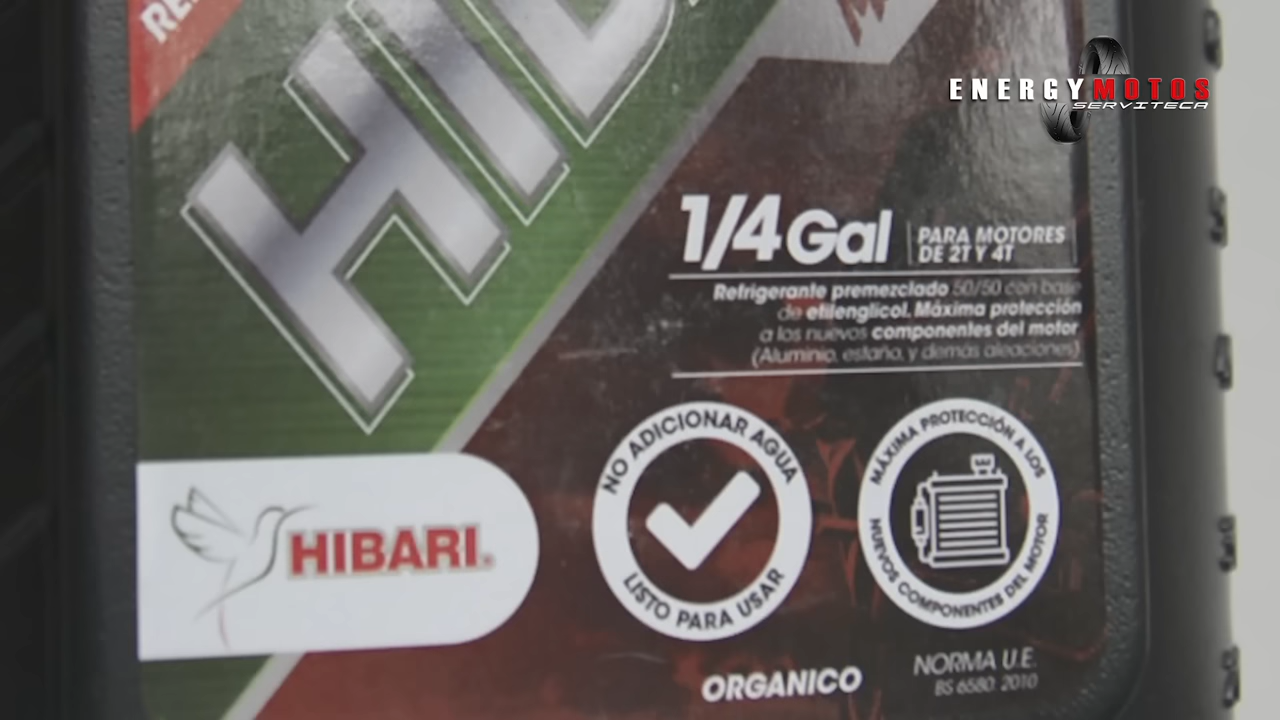 ENERGYMOTOS
SERVITECA
1/4 Gal
PARA MOTORES
DE 2T Y 4T
Refrigerante premezclado 50/50 con base
de etilenglicol. Máxima protección
a los nuevos componentes del motor
(Aluminio, estaño, y demás aleaciones)
NO ADICIONAR AGUA
LISTO PARA USAR
MÁXIMA PROTECCIÓN A LOS
NUEVOS COMPONENTES DEL MOTOR
HIBARI
ORGANICO
NORMA U.E.
BS 6580: 2010